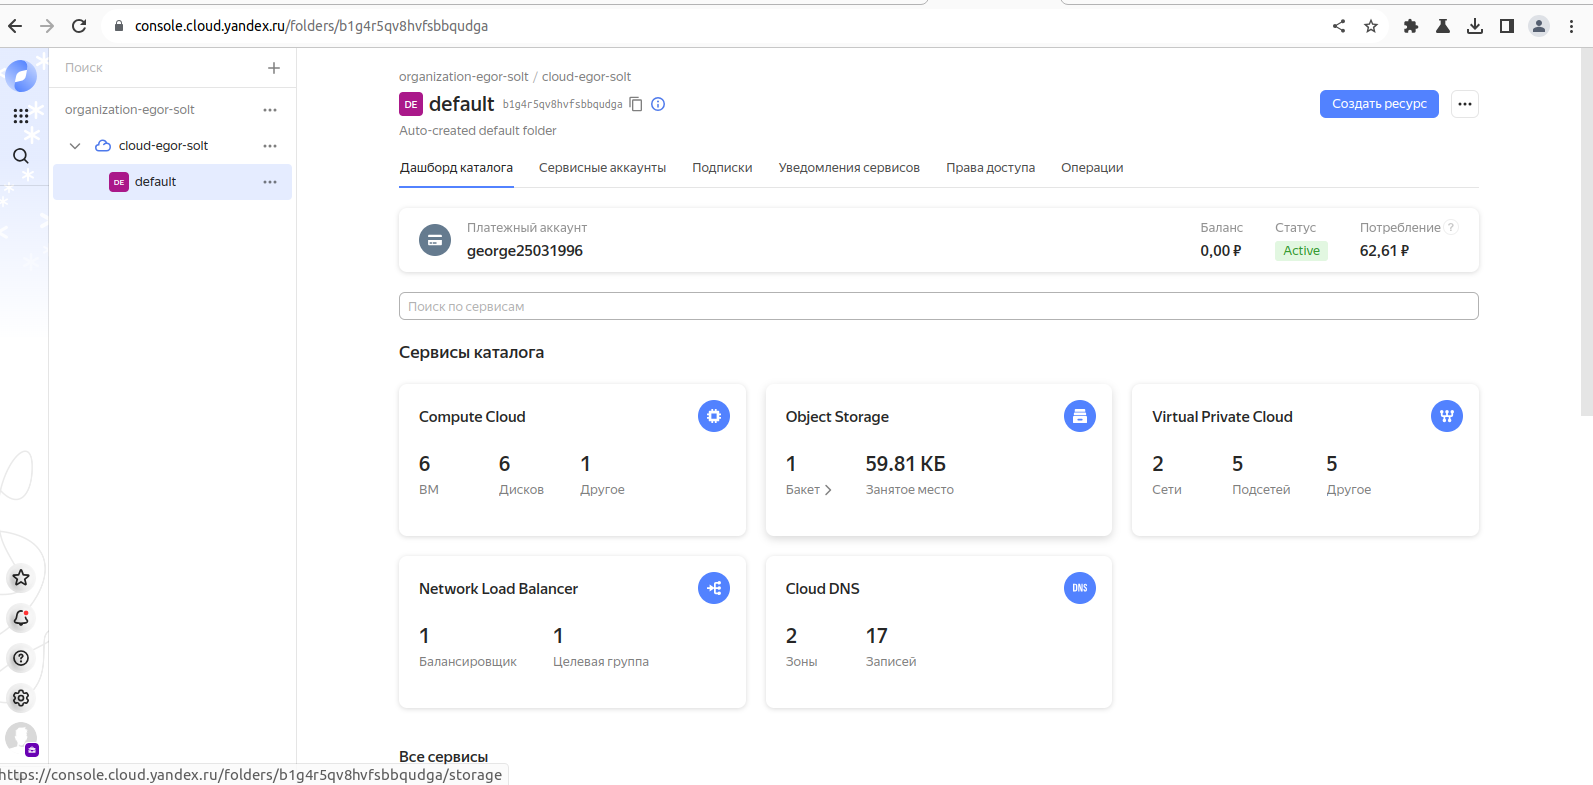 console.cloud.yandex.ru/folders/b1g4r5qv8hvfsbbqudga
Поиск
organization-egor-solt
cloud-egor-solt
DE default
organization-egor-solt / cloud-egor-solt
DE default b1g4r5qv8hvfsbbqudga
Auto-created default folder
Создать ресурс
Дашборд каталога Сервисные аккаунты Подписки Уведомления сервисов Права доступа Операции
Платежный аккаунт
george25031996
Баланс
0,00 ₽
Статус
Active
Потребление ?
62,61 ₽
Поиск по сервисам
Сервисы каталога
Compute Cloud
6 6 1
ВМ Дисков Другое
Object Storage
1 59.81 КБ
Бакет Занятое место
Virtual Private Cloud
2 5 5
Сети Подсетей Другое
Network Load Balancer
1 1
Балансировщик Целевая группа
Cloud DNS
DNS
2 17
Зоны Записей
Все сервисы
https://console.cloud.yandex.ru/folders/b1g4r5qv8hvfsbbqudga/storage